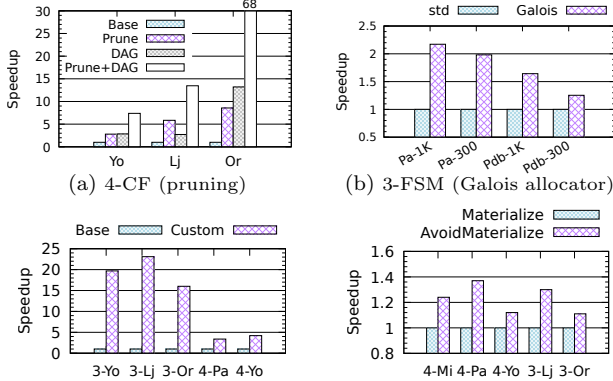 68
30
25
20
15
10
5
0
Speedup
Base
Prune
DAG
Prune+DAG
Yo Lj Or
(a) 4-CF (pruning)
std Galois
2.5
2
1.5
1
0.5
Speedup
Pa-1K Pa-300 Pdb-1K Pdb-300
(b) 3-FSM (Galois allocator)
Base Custom
25
20
15
10
5
0
Speedup
3-Yo 3-Lj 3-Or 4-Pa 4-Yo
Materialize
AvoidMaterialize
1.6
1.4
1.2
1
0.8
Speedup
4-Mi 4-Pa 4-Yo 3-Lj 3-Or